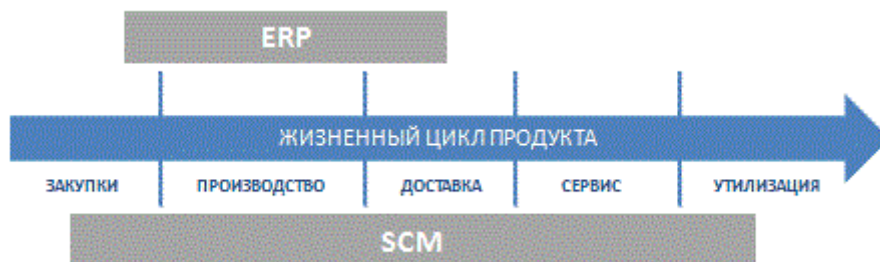 ERP
ЖИЗНЕННЫЙ ЦИКЛ ПРОДУКТА
ЗАКУПКИ ПРОИЗВОДСТВО ДОСТАВКА СЕРВИС УТИЛИЗАЦИЯ
SCM